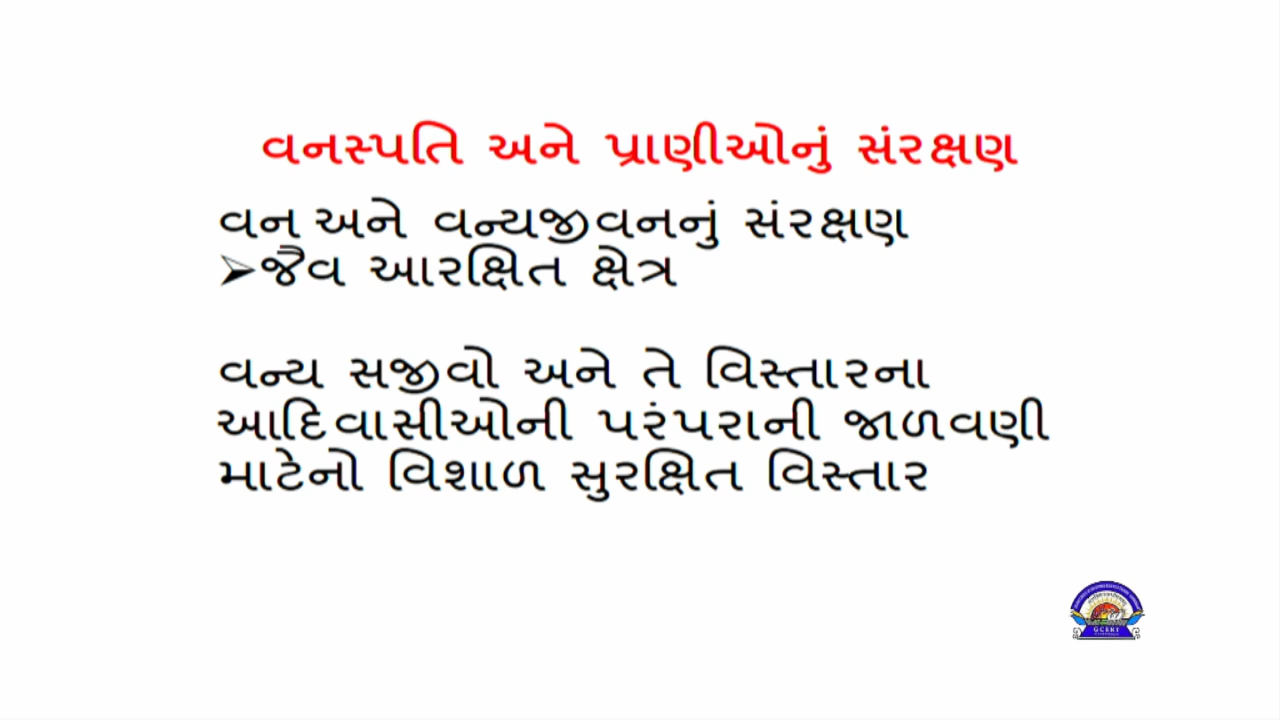 વનસ્પતિ અને પ્રાણીઓનું સંરક્ષણ
વન અને વન્યજીવનનું સંરક્ષણ
➢જૈવ આરક્ષિત ક્ષેત્ર
વન્ય સજીવો અને તે વિસ્તારના
આદિવાસીઓની પરંપરાની જાળવણી
માટેનો વિશાળ સુરક્ષિત વિસ્તાર
GCERT